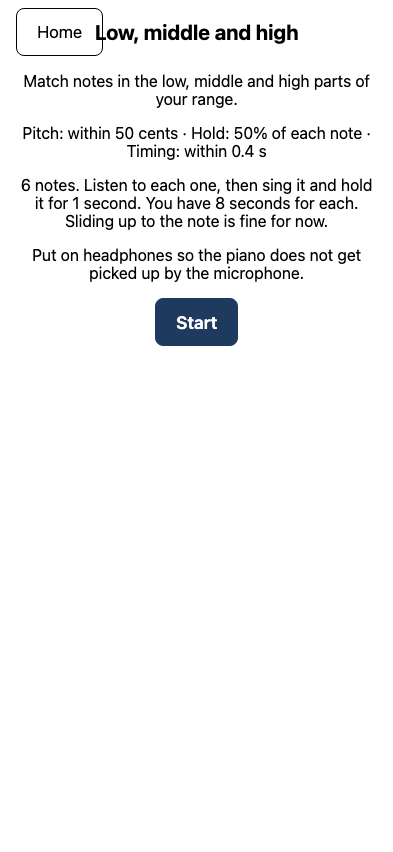 Home
Low, middle and high
Match notes in the low, middle and high parts of
your range.
Pitch: within 50 cents · Hold: 50% of each note ·
Timing: within 0.4 s
6 notes. Listen to each one, then sing it and hold
it for 1 second. You have 8 seconds for each.
Sliding up to the note is fine for now.
Put on headphones so the piano does not get
picked up by the microphone.
Start